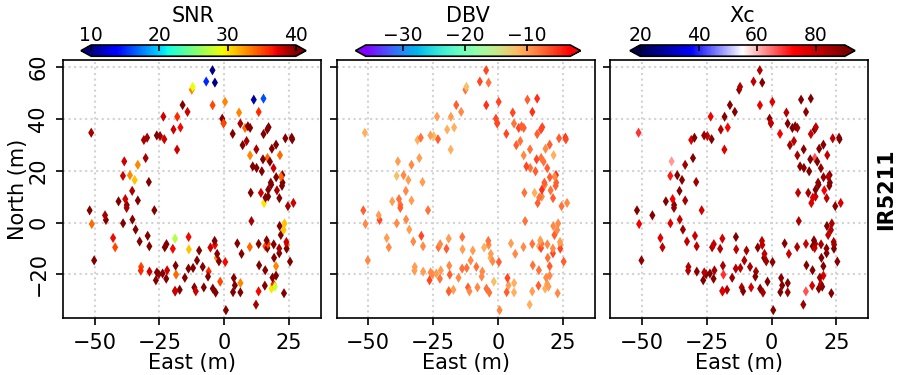 SNR DBV Xc
10 20 30 40 −30 −20 −10 20 40 60 80
60
40
20
0
−20
North (m)
−50 −25 0 25 −50 −25 0 25 −50 −25 0 25
East (m) East (m) East (m)
IR5211